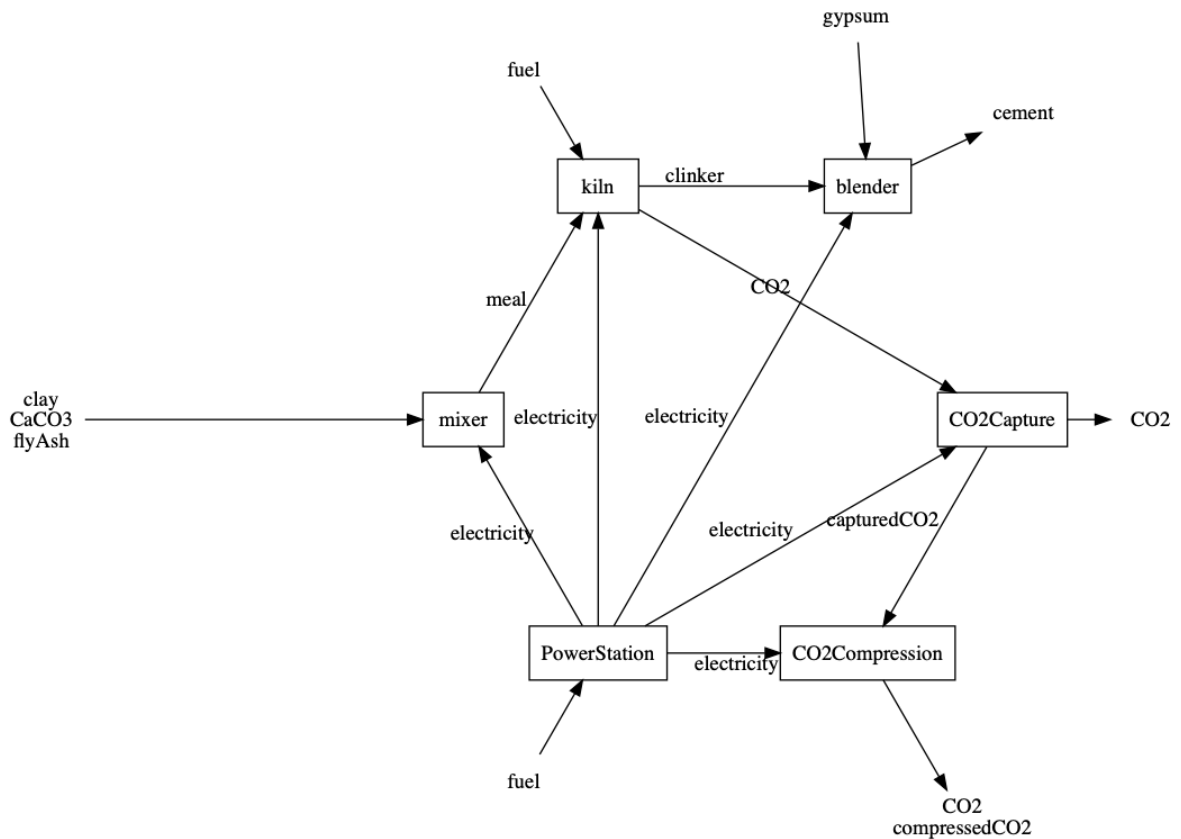 gypsum
fuel
cement
kiln
clinker
blender
CO2
meal
clay
CaCO3
flyAsh
mixer
electricity
electricity
CO2Capture
CO2
electricity
electricity
capturedCO2
PowerStation
electricity
CO2Compression
fuel
CO2
compressedCO2